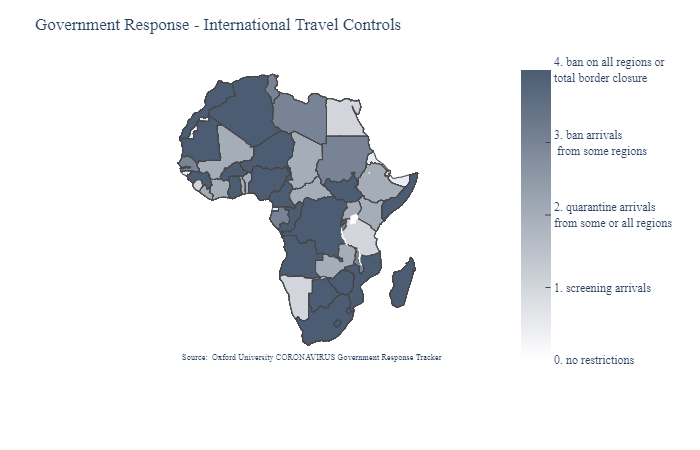 Government Response - International Travel Controls
4. ban on all regions or
total border closure
3. ban arrivals
from some regions
2. quarantine arrivals
from some or all regions
1. screening arrivals
0. no restrictions
Source: Oxford University CORONAVIRUS Government Response Tracker